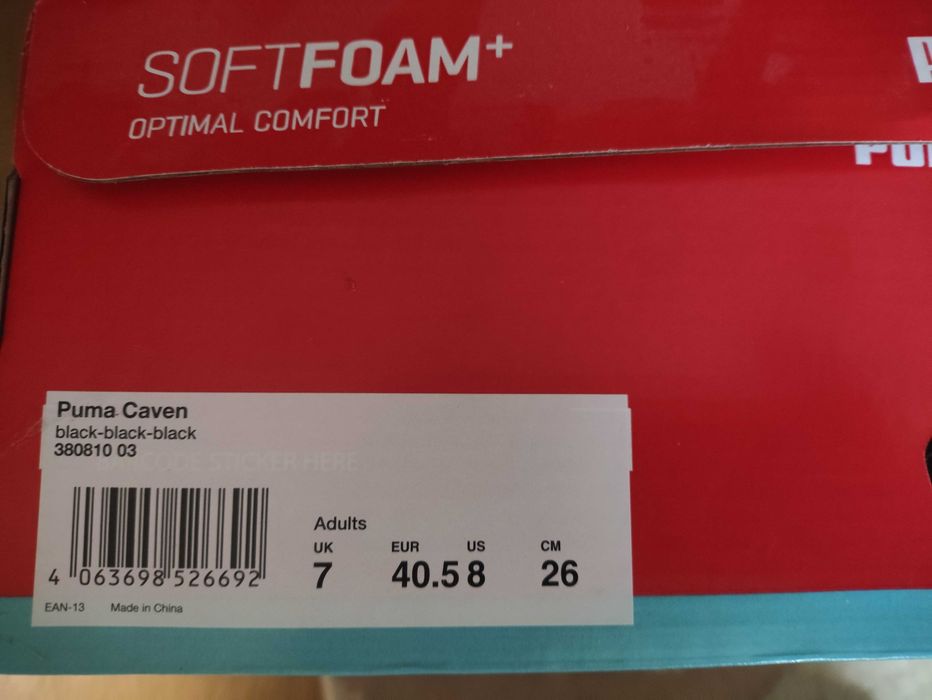 SOFTFOAM+
OPTIMAL COMFORT
Puma Caven
black-black-black
380810 03
BARCODE STICKER HERE
Adults
UK EUR US CM
7 40.5 8 26
4 063698 526692
EAN-13 Made in China